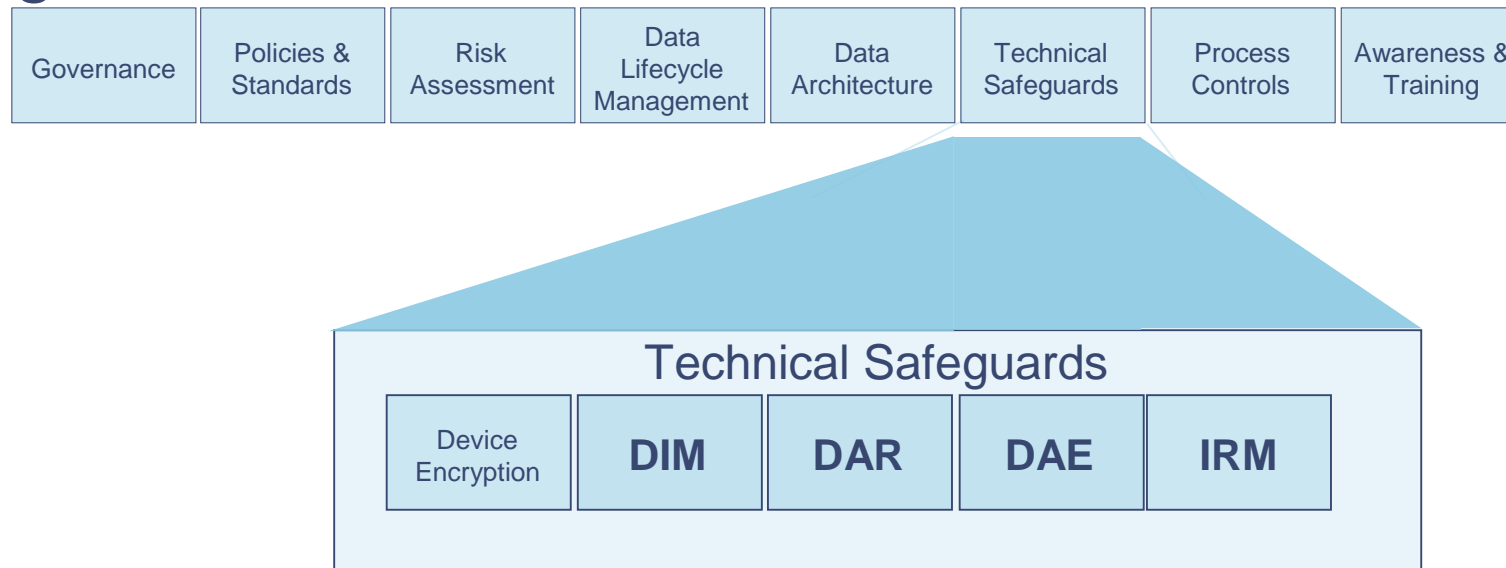 Governance
Policies &
Standards
Risk
Assessment
Data
Lifecycle
Management
Data
Architecture
Technical
Safeguards
Process
Controls
Awareness &
Training
Technical Safeguards
Device
Encryption
DIM
DAR
DAE
IRM